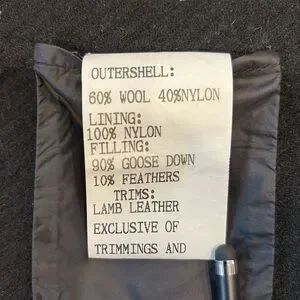 OUTERSHELL:
60% WOOL 40%NYLON
LINING:
100% NYLON
FILLING:
90% GOOSE DOWN
10% FEATHERS
TRIMS:
LAMB LEATHER
EXCLUSIVE OF
TRIMMINGS AND